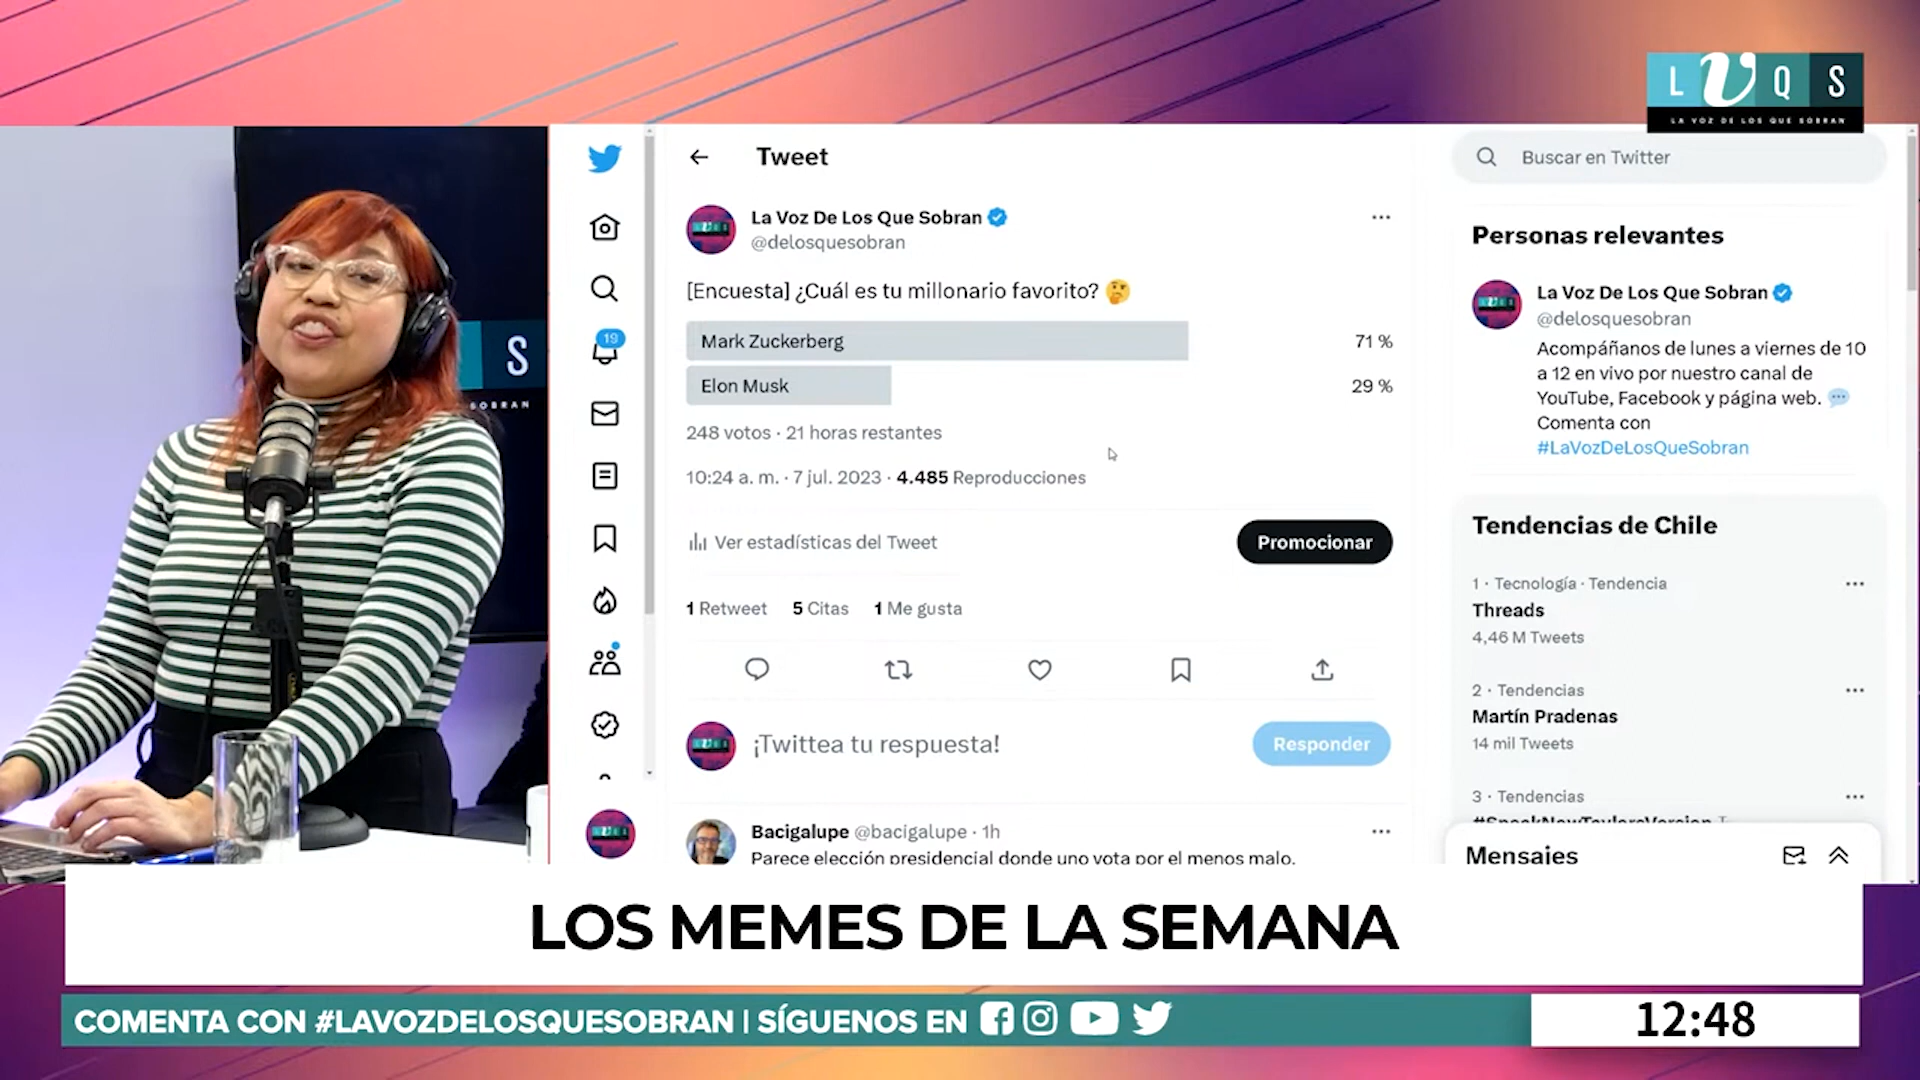 L V Q S
LA VOZ DE LOS QUE SOBRAN
S
SOBRAN
19
Tweet
La Voz De Los Que Sobran
@delosquesobran
[Encuesta] ¿Cuál es tu millonario favorito? 🤔
Mark Zuckerberg 71 %
Elon Musk 29 %
248 votos · 21 horas restantes
10:24 a. m. · 7 jul. 2023 · 4.485 Reproducciones
Ver estadísticas del Tweet
Promocionar
1 Retweet 5 Citas 1 Me gusta
¡Twittea tu respuesta!
Responder
Bacigalupe @bacigalupe · 1h
Parece elección presidencial donde uno vota por el menos malo.
Buscar en Twitter
Personas relevantes
La Voz De Los Que Sobran
@delosquesobran
Acompáñanos de lunes a viernes de 10
a 12 en vivo por nuestro canal de
YouTube, Facebook y página web. 💬
Comenta con
#LaVozDeLosQueSobran
Tendencias de Chile
1 · Tecnología · Tendencia
Threads
4,46 M Tweets
2 · Tendencias
Martín Pradenas
14 mil Tweets
3 · Tendencias
#SpeakNowTaylorsVersion
Mensajes
LOS MEMES DE LA SEMANA
COMENTA CON #LAVOZDELOSQUESOBRAN | SÍGUENOS EN
12:48